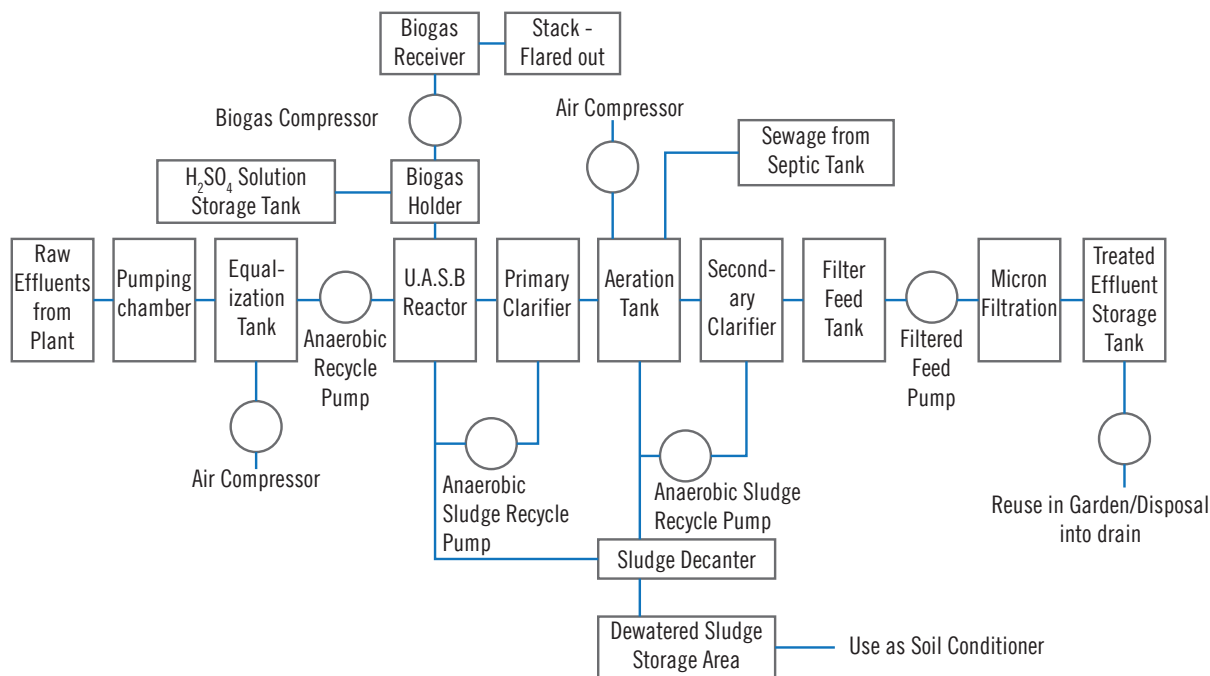 Biogas
Receiver
Stack -
Flared out
Biogas Compressor
Air Compressor
Sewage from
Septic Tank
H₂SO₄ Solution
Storage Tank
Biogas
Holder
Raw
Effluents
from
Plant
Pumping
chamber
Equal-
ization
Tank
Anaerobic
Recycle
Pump
U.A.S.B
Reactor
Primary
Clarifier
Aeration
Tank
Second-
ary
Clarifier
Filter
Feed
Tank
Filtered
Feed
Pump
Micron
Filtration
Treated
Effluent
Storage
Tank
Air Compressor
Anaerobic
Sludge Recycle
Pump
Anaerobic Sludge
Recycle Pump
Reuse in Garden/Disposal
into drain
Sludge Decanter
Dewatered Sludge
Storage Area
Use as Soil Conditioner